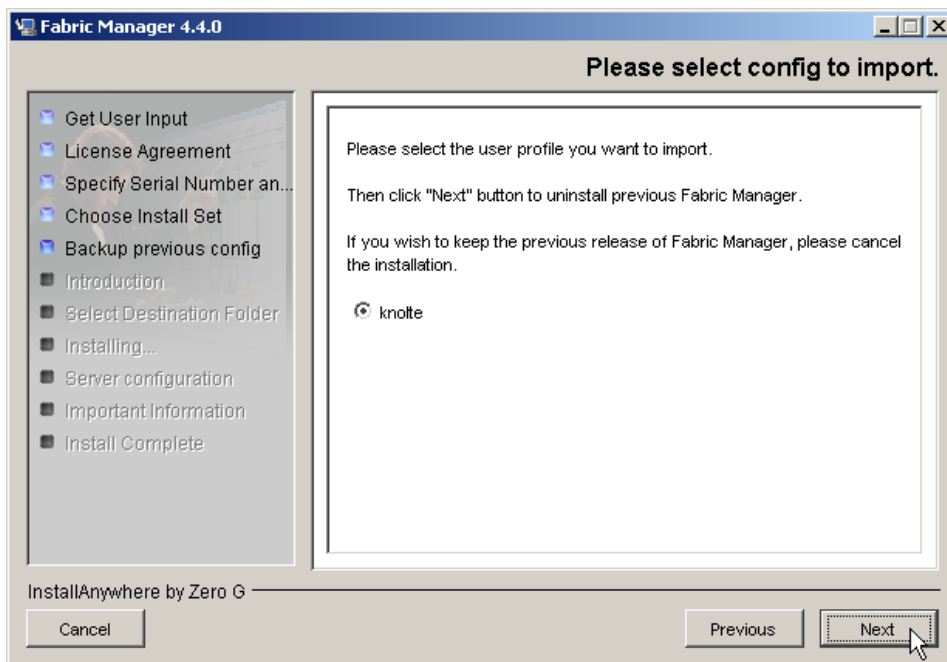 Fabric Manager 4.4.0
Please select config to import.
Get User Input
License Agreement
Specify Serial Number an...
Choose Install Set
Backup previous config
Introduction
Select Destination Folder
Installing...
Server configuration
Important Information
Install Complete
Please select the user profile you want to import.
Then click "Next" button to uninstall previous Fabric Manager.
If you wish to keep the previous release of Fabric Manager, please cancel
the installation.
knolte
InstallAnywhere by Zero G
Cancel
Previous
Next